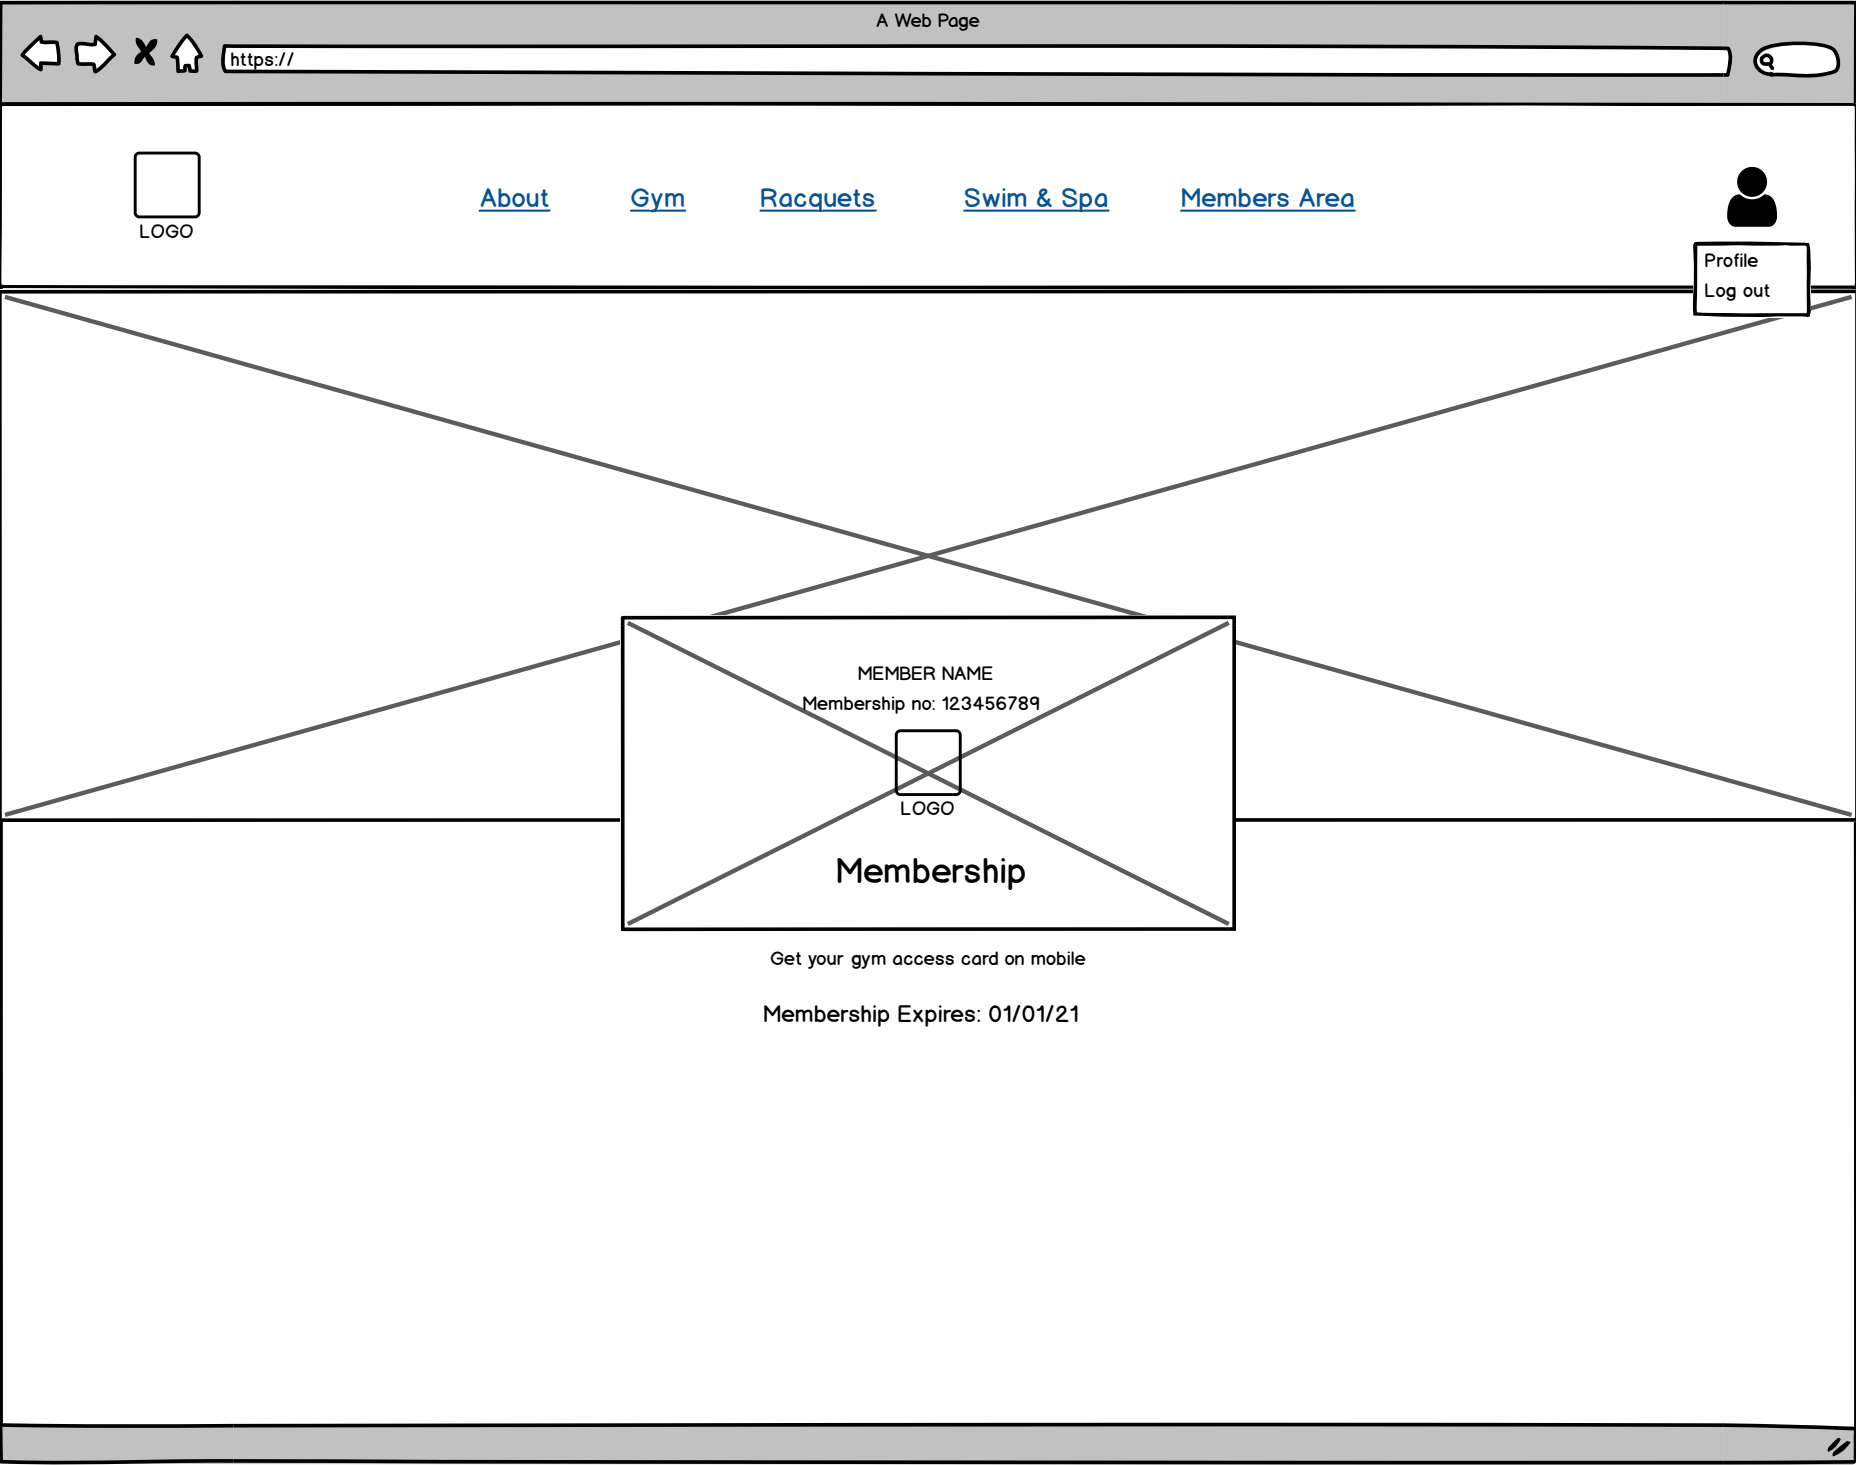 A Web Page
https://
LOGO
About Gym Racquets Swim & Spa Members Area
Profile
Log out
MEMBER NAME
Membership no: 123456789
LOGO
Membership
Get your gym access card on mobile
Membership Expires: 01/01/21